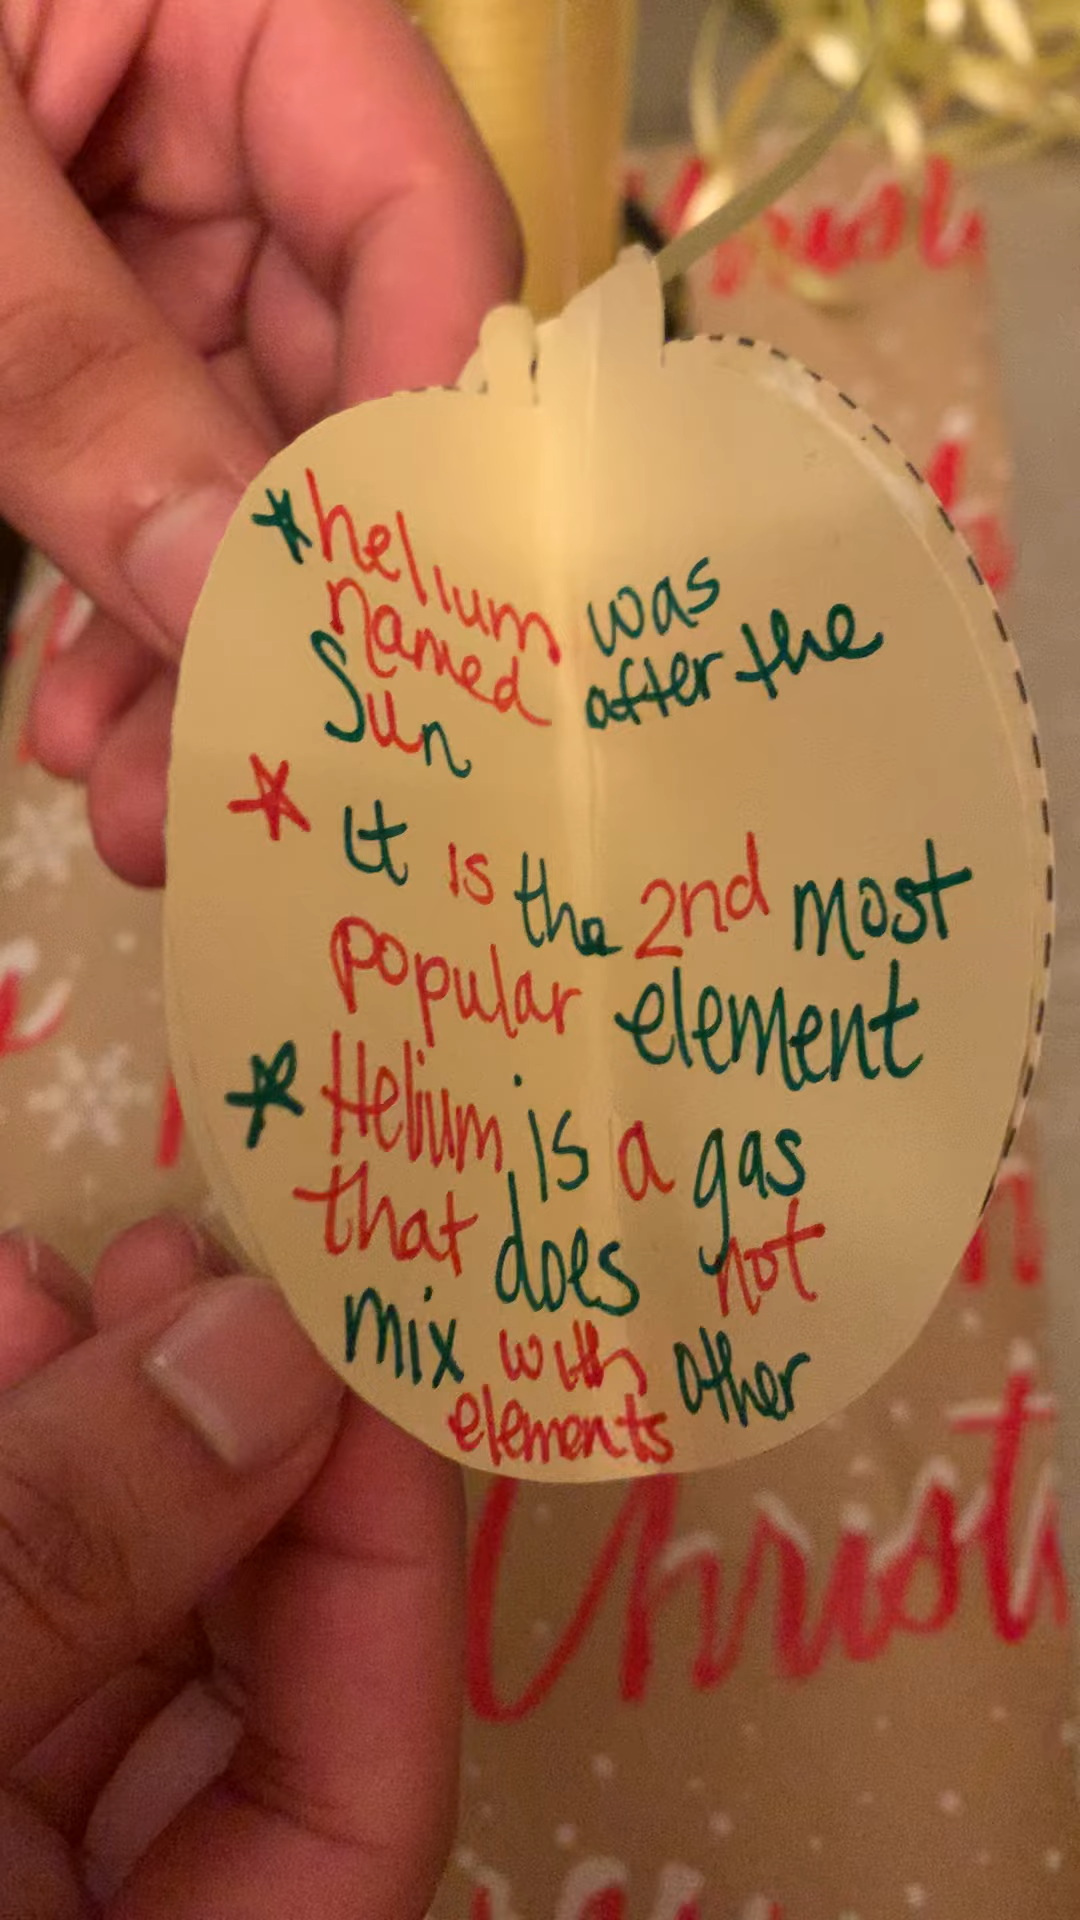 helium was
named after the
Sun
It is the 2nd most
popular element
Helium is a gas
that does not
mix with other
elements
Christ